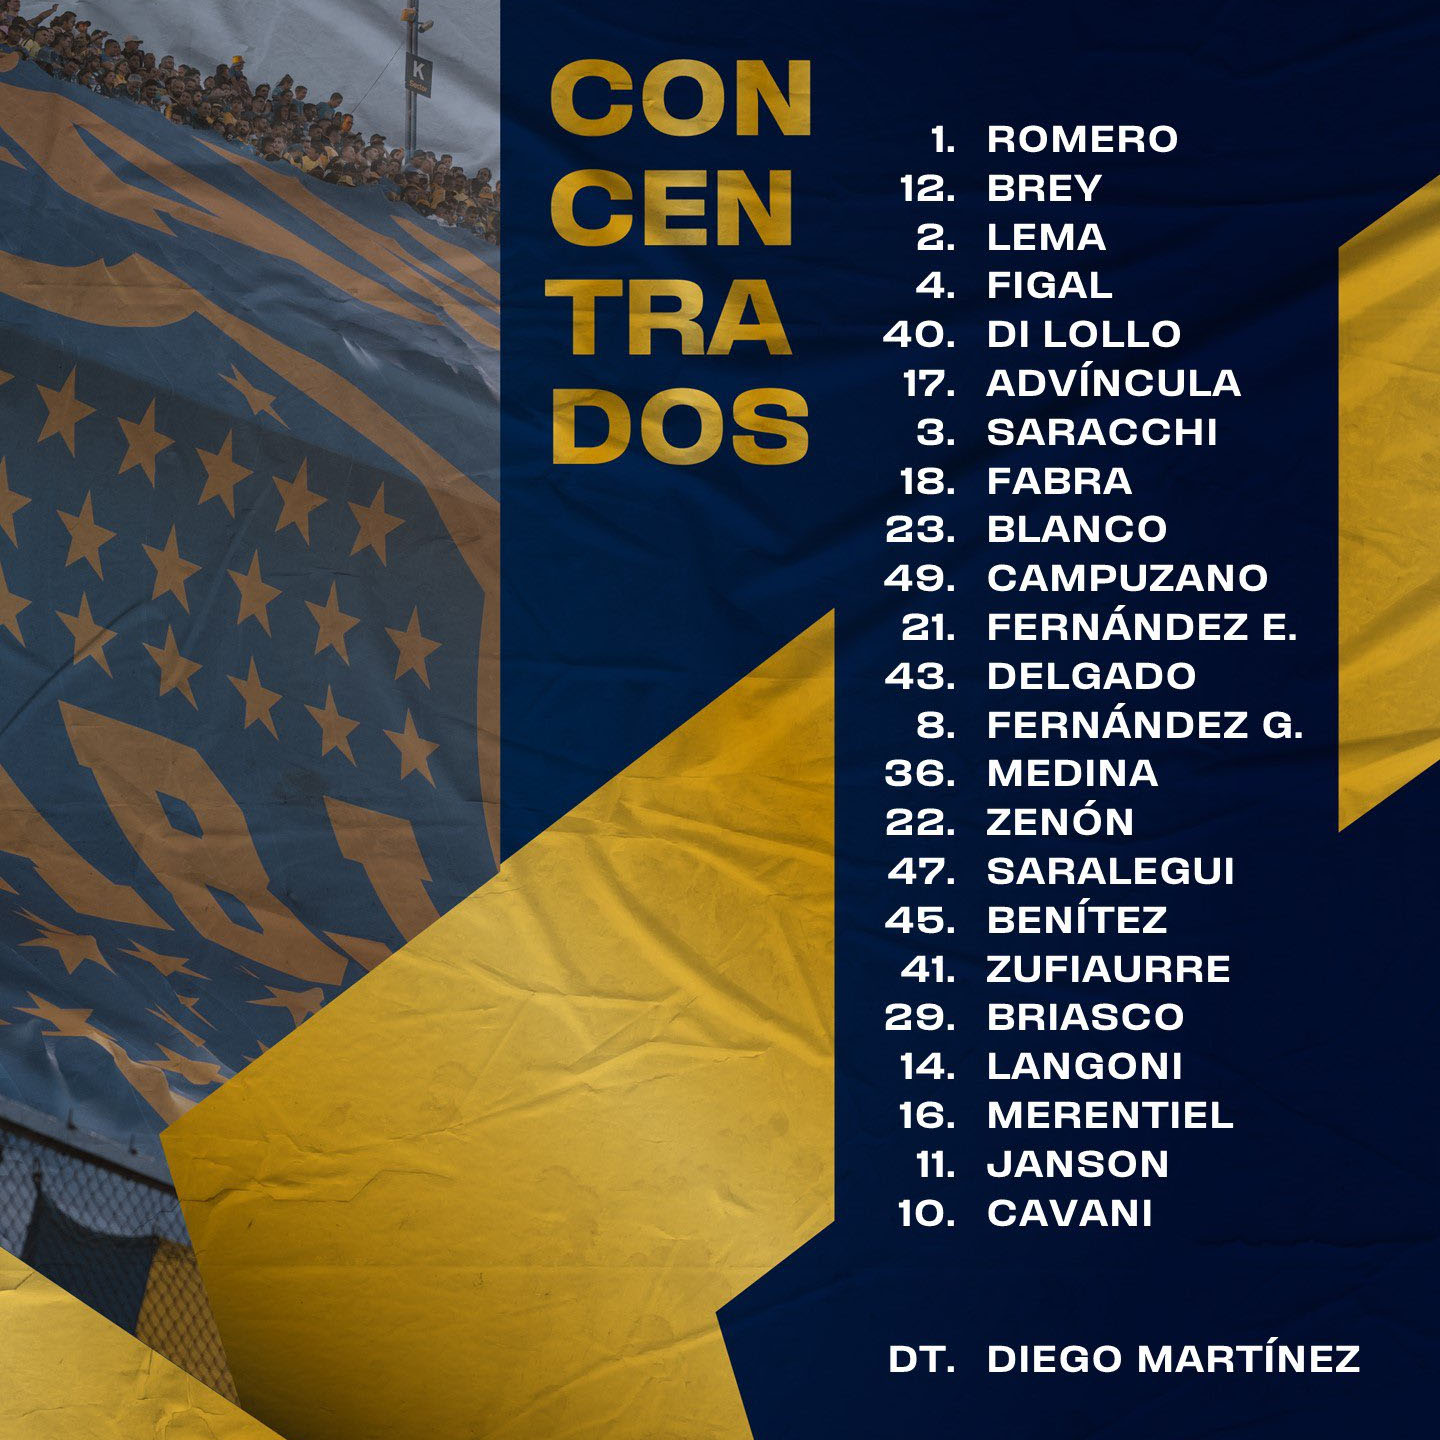 K
Sector
CON
CEN
TRA
DOS
1. ROMERO
12. BREY
2. LEMA
4. FIGAL
40. DI LOLLO
17. ADVÍNCULA
3. SARACCHI
18. FABRA
23. BLANCO
49. CAMPUZANO
21. FERNÁNDEZ E.
43. DELGADO
8. FERNÁNDEZ G.
36. MEDINA
22. ZENÓN
47. SARALEGUI
45. BENÍTEZ
41. ZUFIAURRE
29. BRIASCO
14. LANGONI
16. MERENTIEL
11. JANSON
10. CAVANI
DT. DIEGO MARTÍNEZ